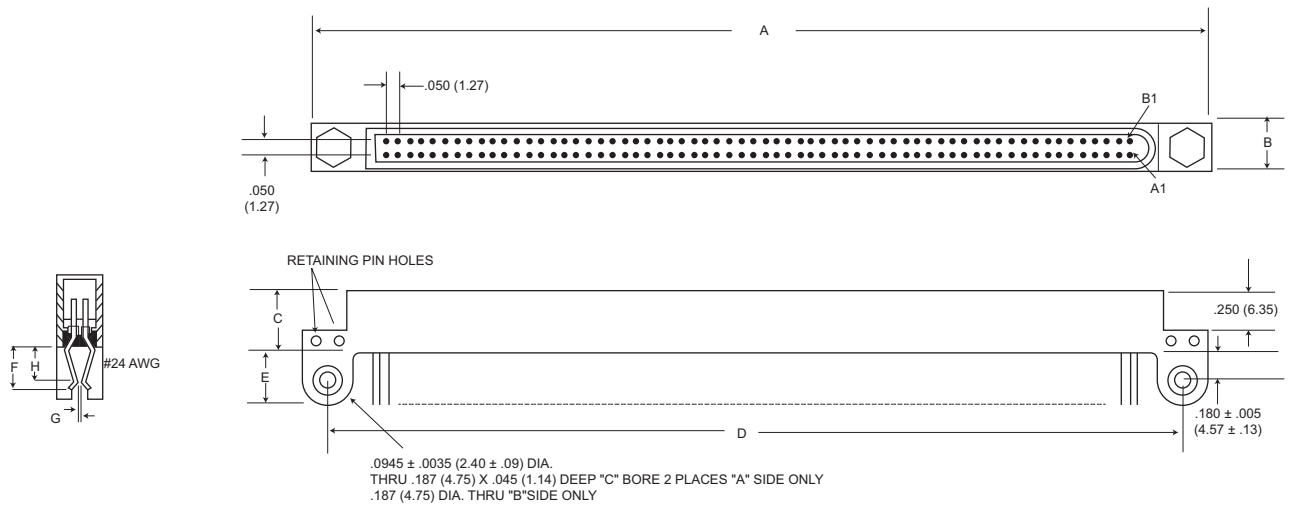 A
.050 (1.27)
B1
B
A1
.050
(1.27)
RETAINING PIN HOLES
C
.250 (6.35)
F
H
#24 AWG
E
G
.180 ± .005
(4.57 ± .13)
D
.0945 ± .0035 (2.40 ± .09) DIA.
THRU .187 (4.75) X .045 (1.14) DEEP "C" BORE 2 PLACES "A" SIDE ONLY
.187 (4.75) DIA. THRU "B"SIDE ONLY